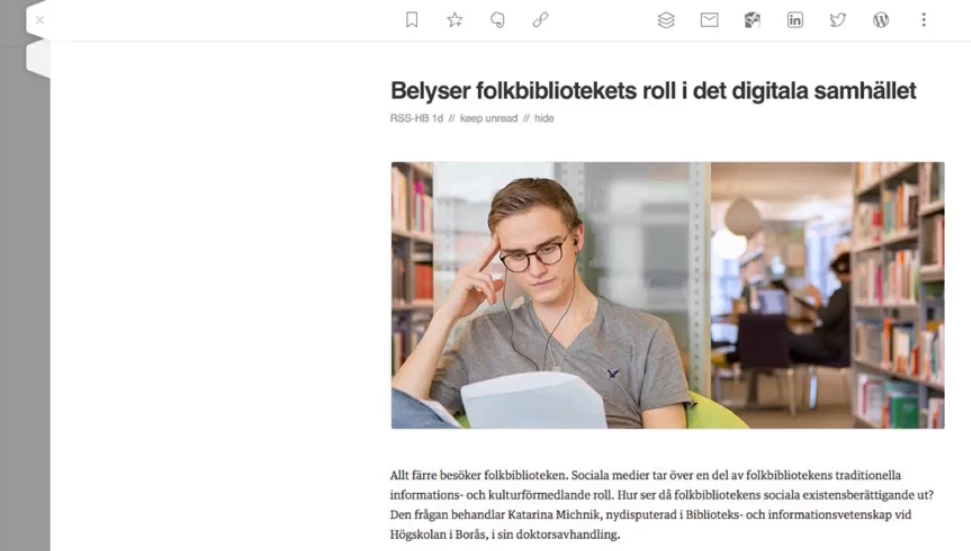 Belyser folkbibliotekets roll i det digitala samhället
RSS-HB 1d // keep unread // hide
Allt färre besöker folkbiblioteken. Sociala medier tar över en del av folkbibliotekens traditionella
informations- och kulturförmedlande roll. Hur ser då folkbibliotekens sociala existensberättigande ut?
Den frågan behandlar Katarina Michnik, nydisputerad i Biblioteks- och informationsvetenskap vid
Högskolan i Borås, i sin doktorsavhandling.